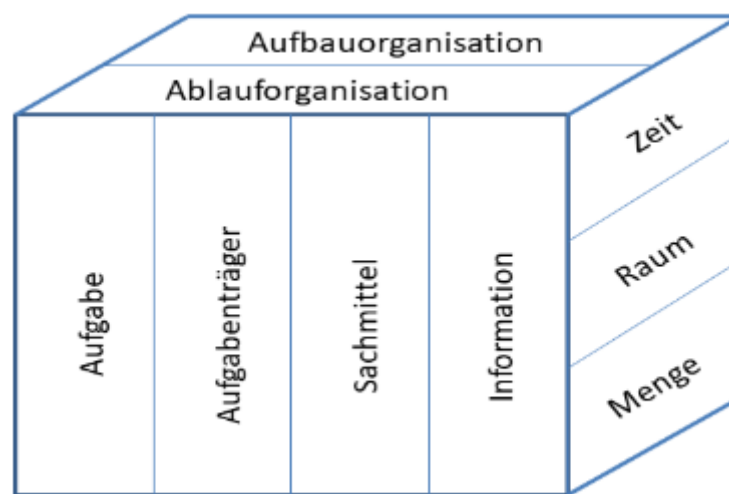 Aufbauorganisation
Ablauforganisation
Aufgabe
Aufgabenträger
Sachmittel
Information
Zeit
Raum
Menge